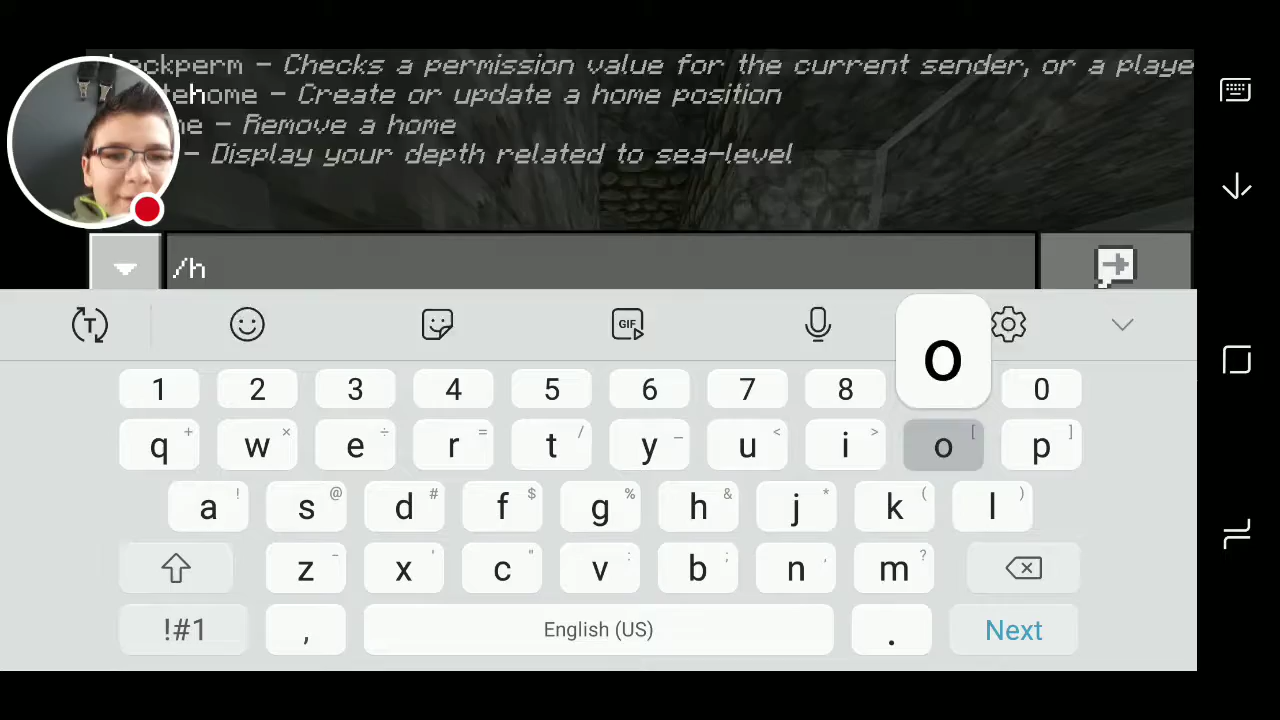 eckperm – Checks a permission value for the current sender, or a playe
tehome – Create or update a home position
me – Remove a home
– Display your depth related to sea-level
/h
T
GIF
o
1 2 3 4 5 6 7 8 0
q + w × e ÷ r = t / y _ u < i > o [ p ]
a ! s @ d # f $ g % h & j * k ( l )
z - x ' c " v : b ; n , m ?
!#1 , English (US) . Next